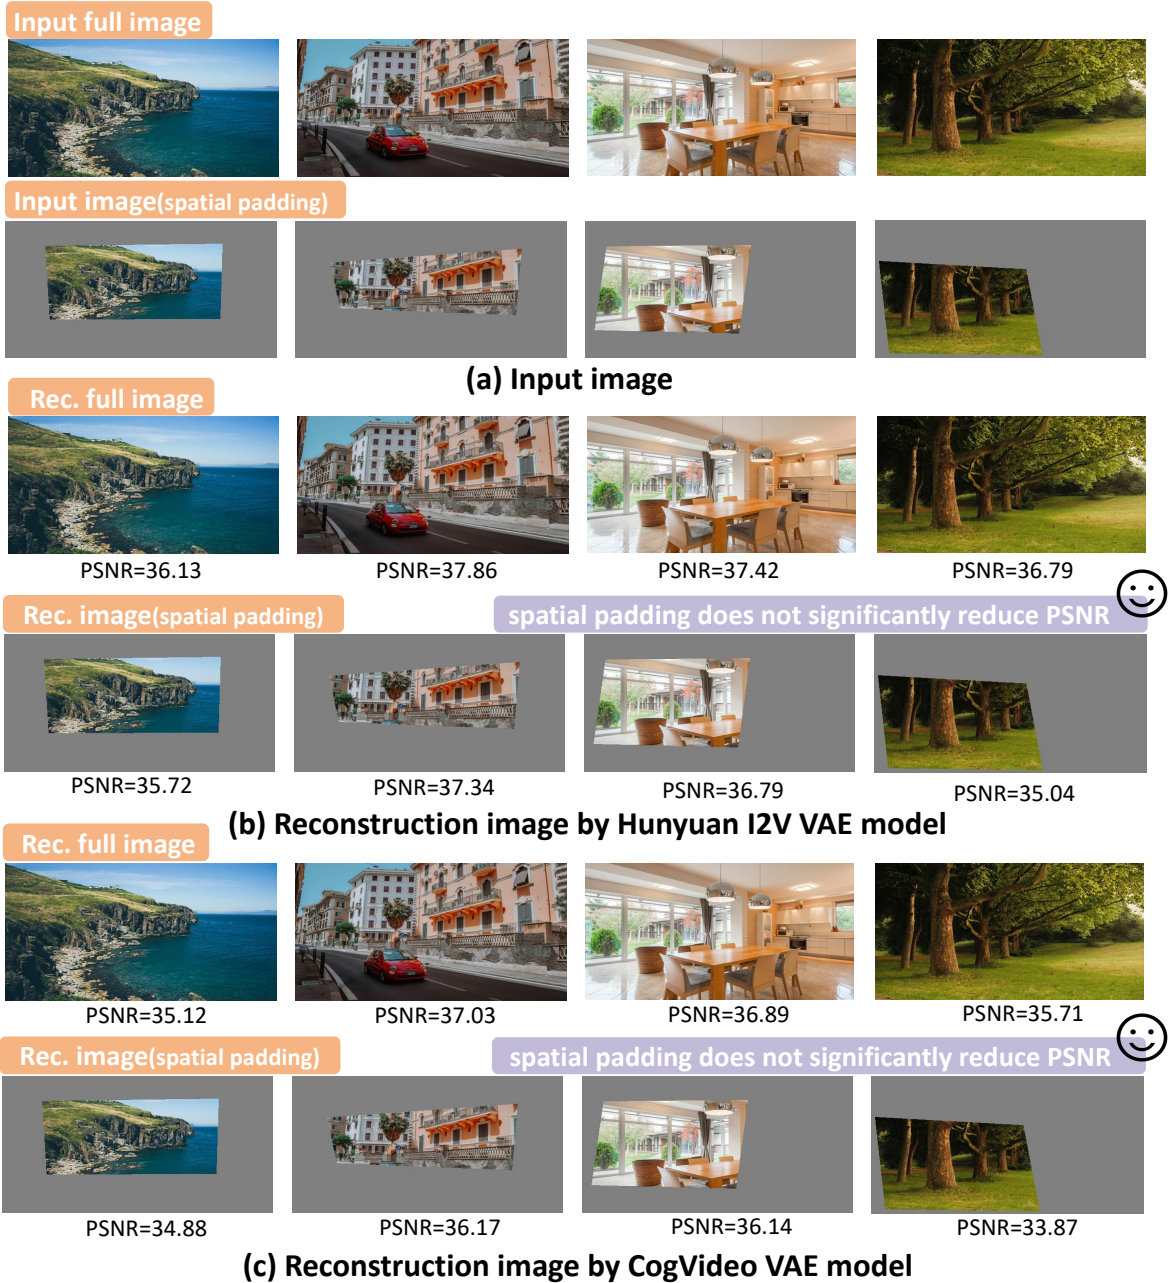 Input full image
Input image(spatial padding)
(a) Input image
Rec. full image
PSNR=36.13
PSNR=37.86
PSNR=37.42
PSNR=36.79
Rec. image(spatial padding)
spatial padding does not significantly reduce PSNR
PSNR=35.72
PSNR=37.34
PSNR=36.79
PSNR=35.04
(b) Reconstruction image by Hunyuan I2V VAE model
Rec. full image
PSNR=35.12
PSNR=37.03
PSNR=36.89
PSNR=35.71
Rec. image(spatial padding)
spatial padding does not significantly reduce PSNR
PSNR=34.88
PSNR=36.17
PSNR=36.14
PSNR=33.87
(c) Reconstruction image by CogVideo VAE model